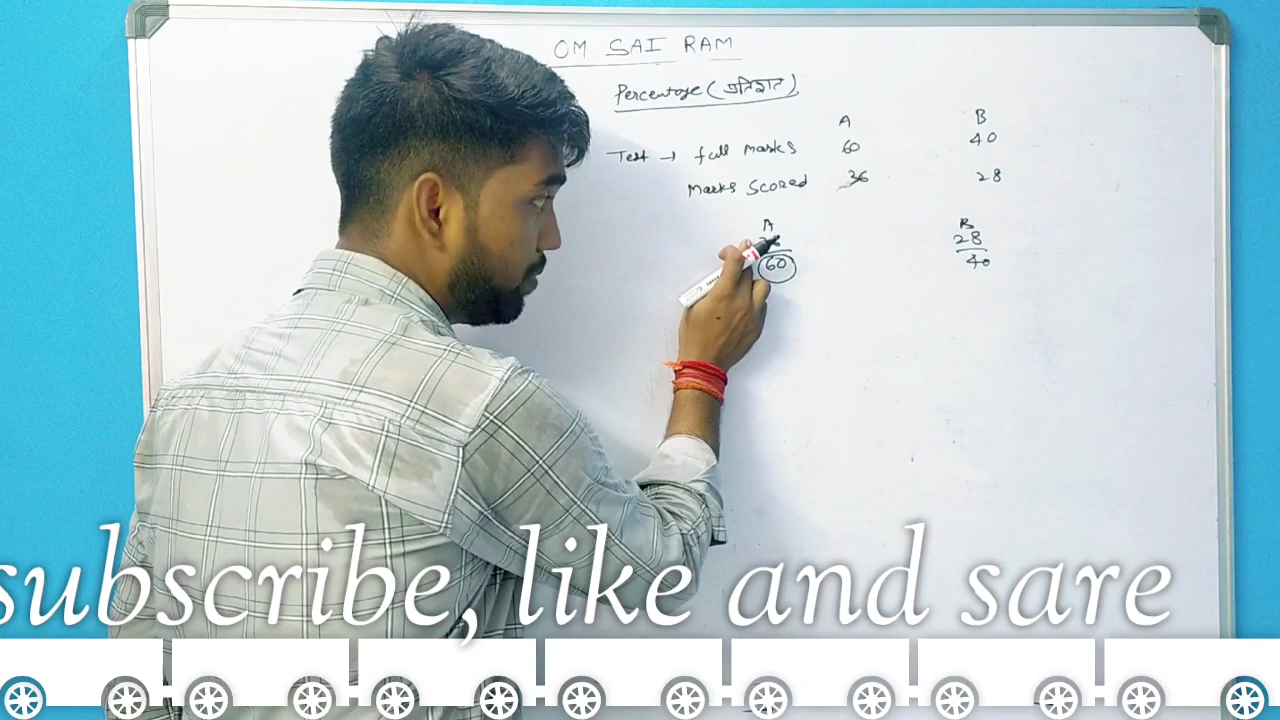 OM SAI RAM
Percentage (प्रतिशत)
A B
Test → full marks 60 40
Marks Scored 36 28
A B
28
60 40
subscribe, like and sare